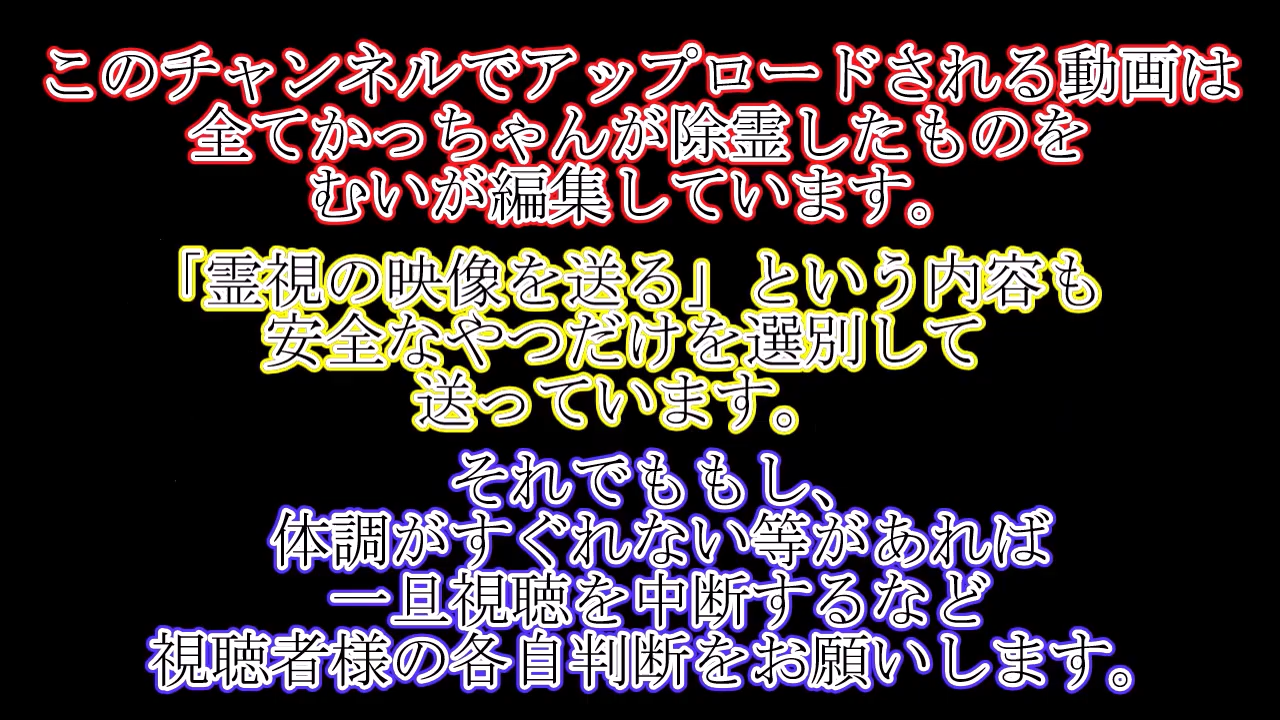 このチャンネルでアップロードされる動画は
全てかっちゃんが除霊したものを
むいが編集しています。
「霊視の映像を送る」という内容も
安全なやつだけを選別して
送っています。
それでももし、
体調がすぐれない等があれば
一旦視聴を中断するなど
視聴者様の各自判断をお願いします。